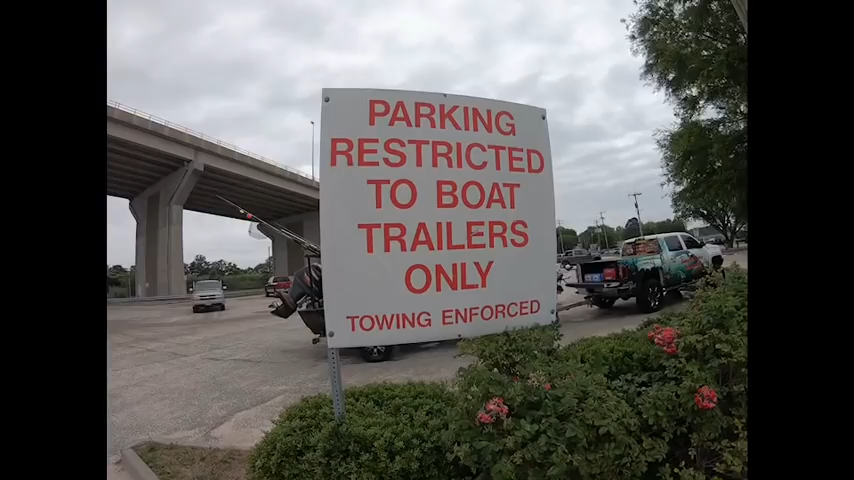 PARKING
RESTRICTED
TO BOAT
TRAILERS
ONLY
TOWING ENFORCED